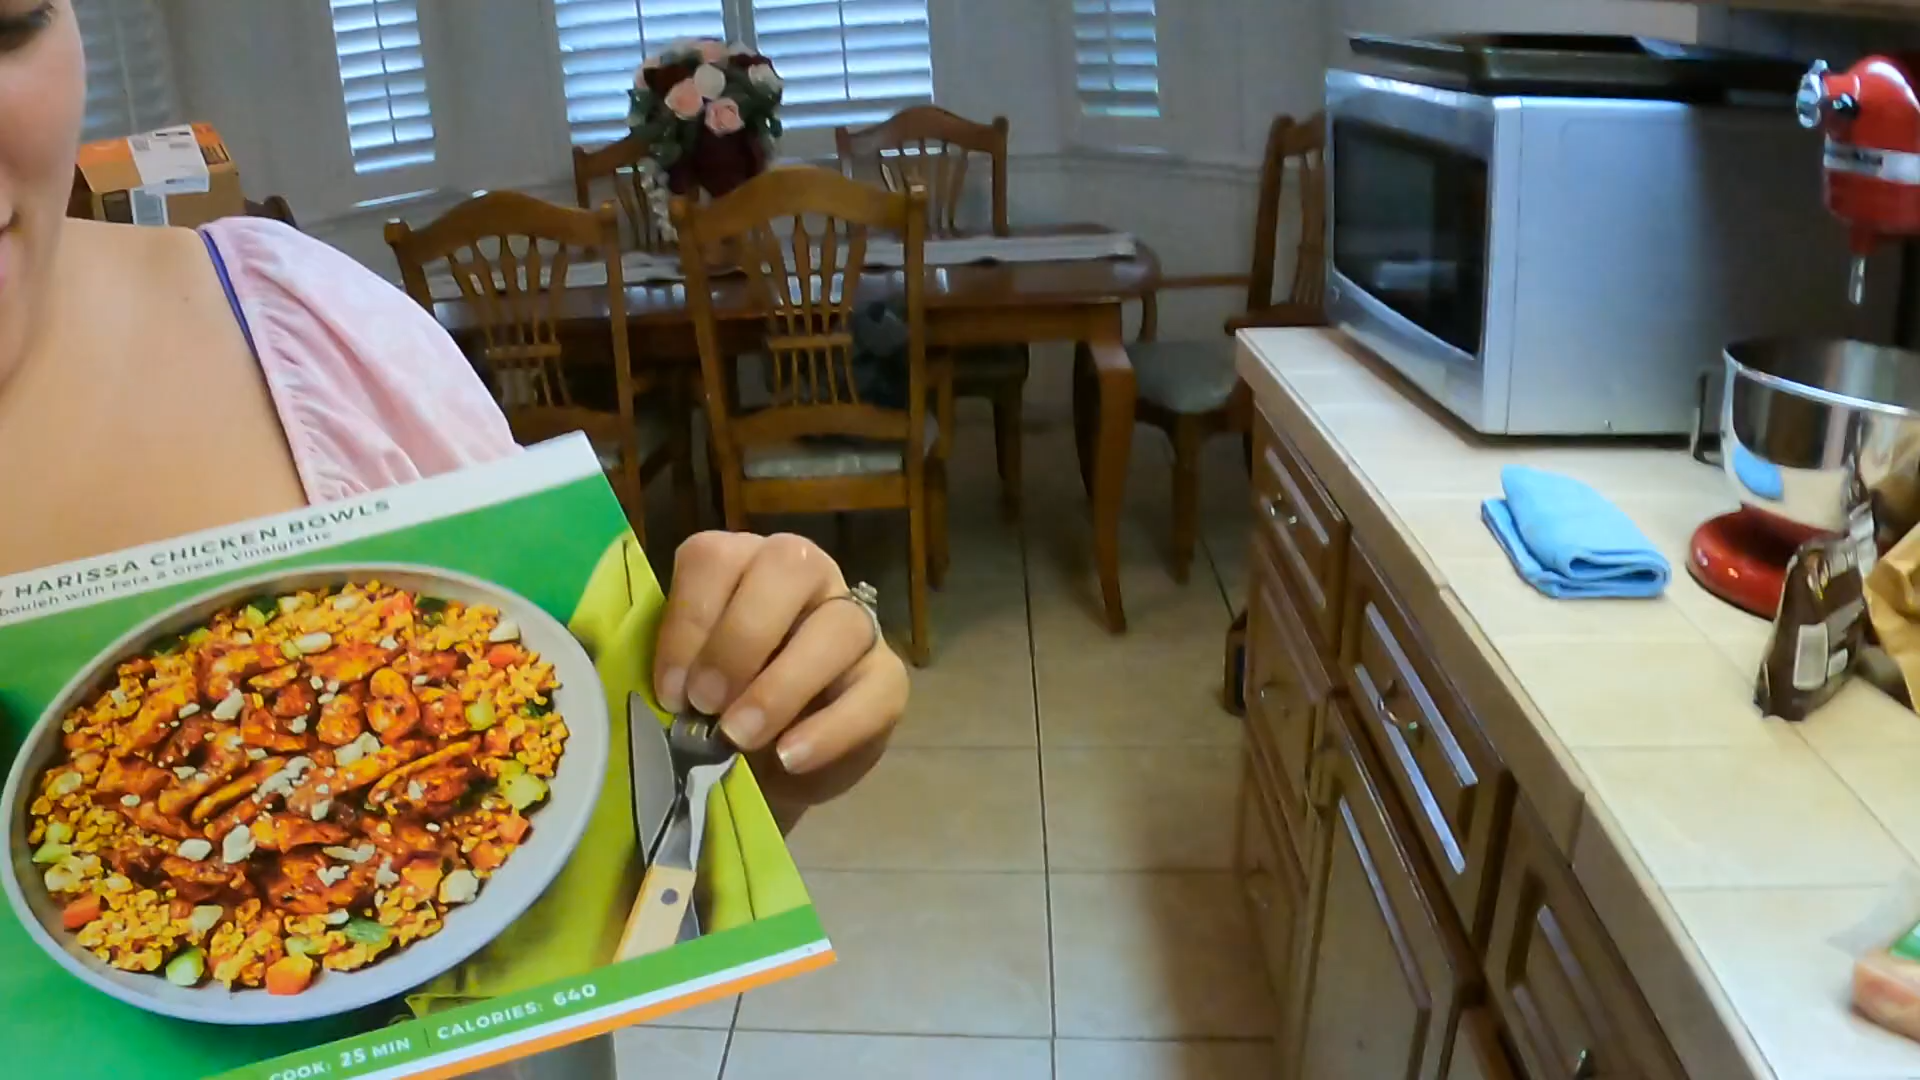 HARISSA CHICKEN BOWLS
bouleh with Feta & Greek Vinaigrette
COOK: 25 MIN | CALORIES: 640